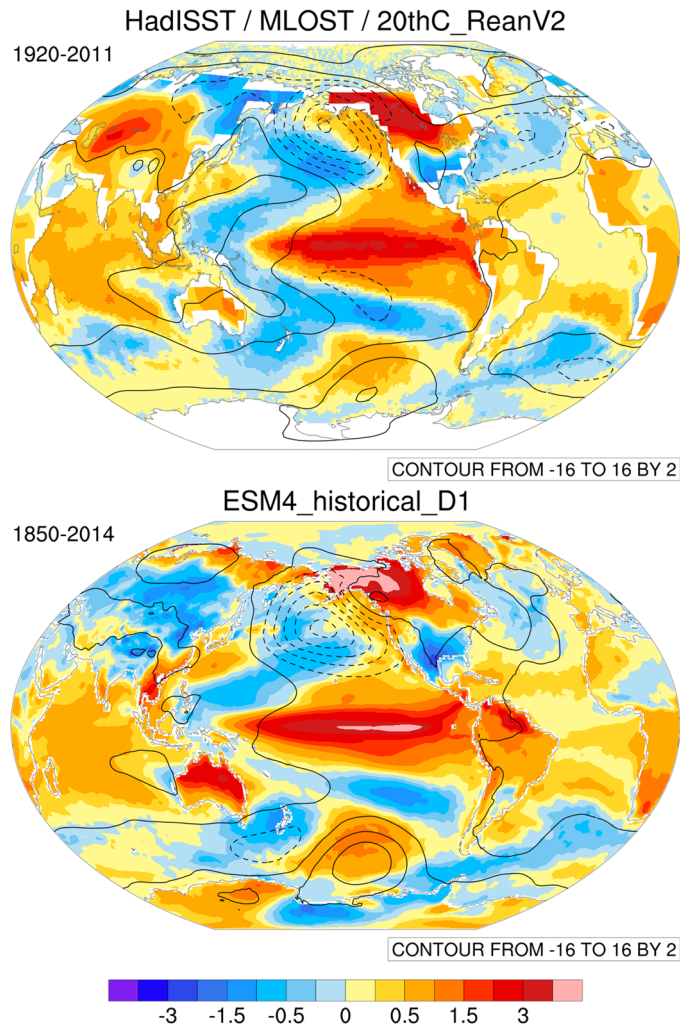 HadISST / MLOST / 20thC_ReanV2
1920-2011
CONTOUR FROM -16 TO 16 BY 2
ESM4_historical_D1
1850-2014
CONTOUR FROM -16 TO 16 BY 2
-3 -1.5 -0.5 0 0.5 1.5 3